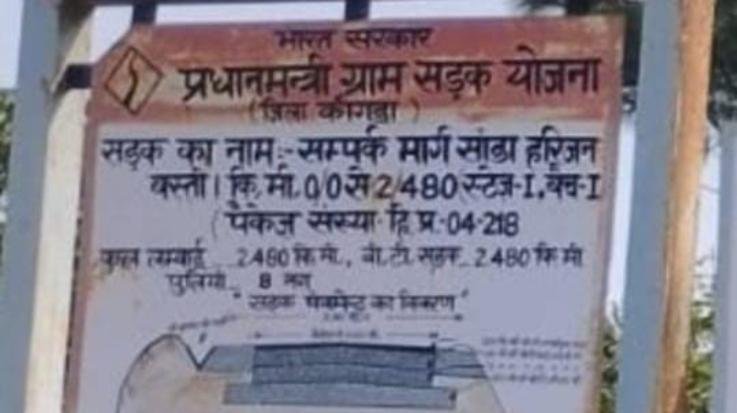 भारत सरकार
प्रधानमन्त्री ग्राम सड़क योजना
(जिला कांगड़ा)
सड़क का नाम :- सम्पर्क मार्ग सांडा हरिजन
बस्ती । कि.मी. 0/0 से 2/480 स्टेज-I, बैच-I
(पैकेज संख्या हि.प्र.-04-218
कुल लम्बाई 2.480 कि.मी., बी.टी. सड़क 2.480 कि.मी
पुलियां 8 नग
"सड़क पेवमेंट का विवरण"